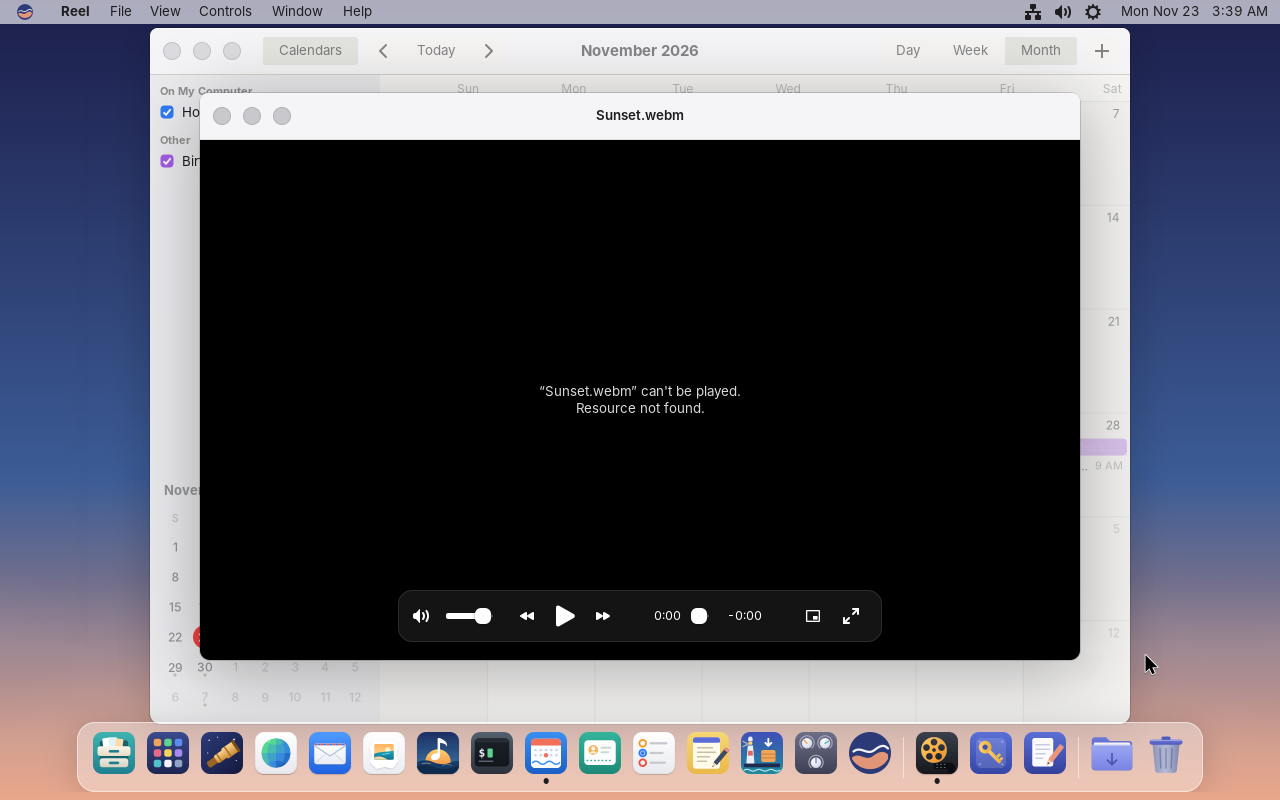 Reel File View Controls Window Help Mon Nov 23 3:39 AM
Calendars Today November 2026 Day Week Month
On My Computer Sun Mon Tue Wed Thu Fri Sat
Ho
Other
Bir
Sunset.webm
7
14
21
28
9 AM
5
12
“Sunset.webm” can't be played.
Resource not found.
0:00 -0:00
Nover
S
1
8
15
22
29 30 1 2 3 4 5
6 7 8 9 10 11 12
$